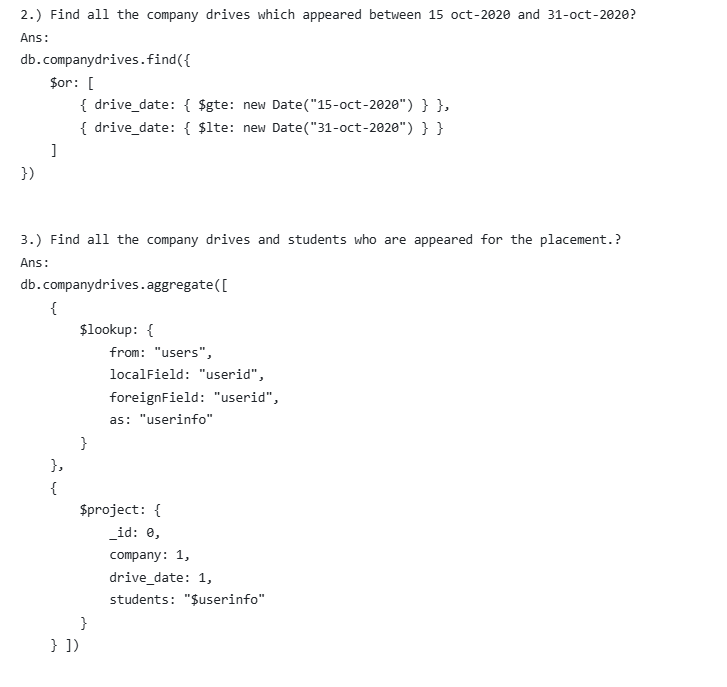 2.) Find all the company drives which appeared between 15 oct-2020 and 31-oct-2020?
Ans:
db.companydrives.find({
    $or: [
        { drive_date: { $gte: new Date("15-oct-2020") } },
        { drive_date: { $lte: new Date("31-oct-2020") } }
    ]
})
3.) Find all the company drives and students who are appeared for the placement.?
Ans:
db.companydrives.aggregate([
    {
        $lookup: {
            from: "users",
            localField: "userid",
            foreignField: "userid",
            as: "userinfo"
        }
    },
    {
        $project: {
            _id: 0,
            company: 1,
            drive_date: 1,
            students: "$userinfo"
        }
    } ])